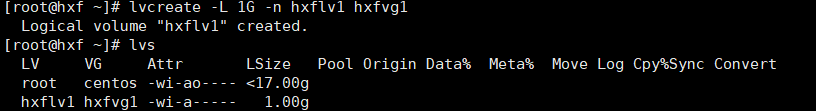 [root@hxf ~]# lvcreate -L 1G -n hxflv1 hxfvg1
  Logical volume "hxflv1" created.
[root@hxf ~]# lvs
  LV     VG     Attr       LSize   Pool Origin Data%  Meta%  Move Log Cpy%Sync Convert
  root   centos -wi-ao---- <17.00g
  hxflv1 hxfvg1 -wi-a-----   1.00g